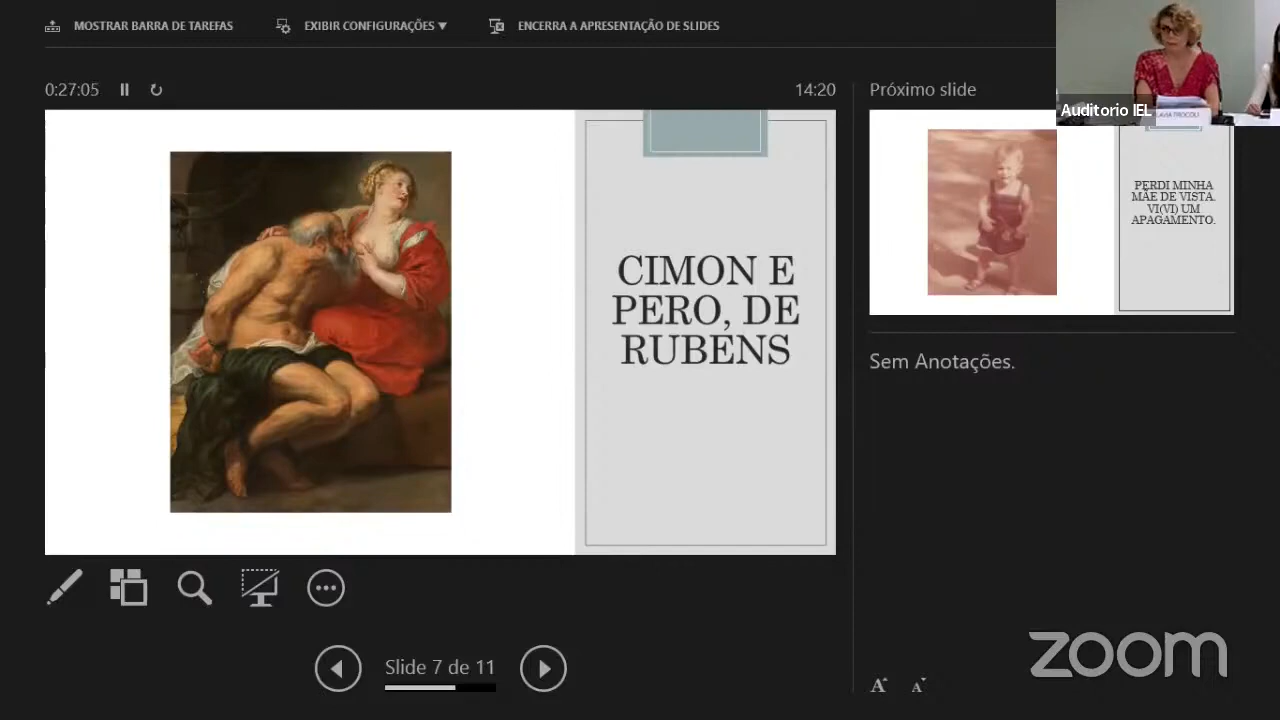 MOSTRAR BARRA DE TAREFAS
EXIBIR CONFIGURAÇÕES ▼
ENCERRA A APRESENTAÇÃO DE SLIDES
0:27:05
14:20
Próximo slide
Auditorio IEL
CIMON E
PERO, DE
RUBENS
PERDI MINHA
MÃE DE VISTA.
VI(VI) UM
APAGAMENTO.
Sem Anotações.
Slide 7 de 11
zoom